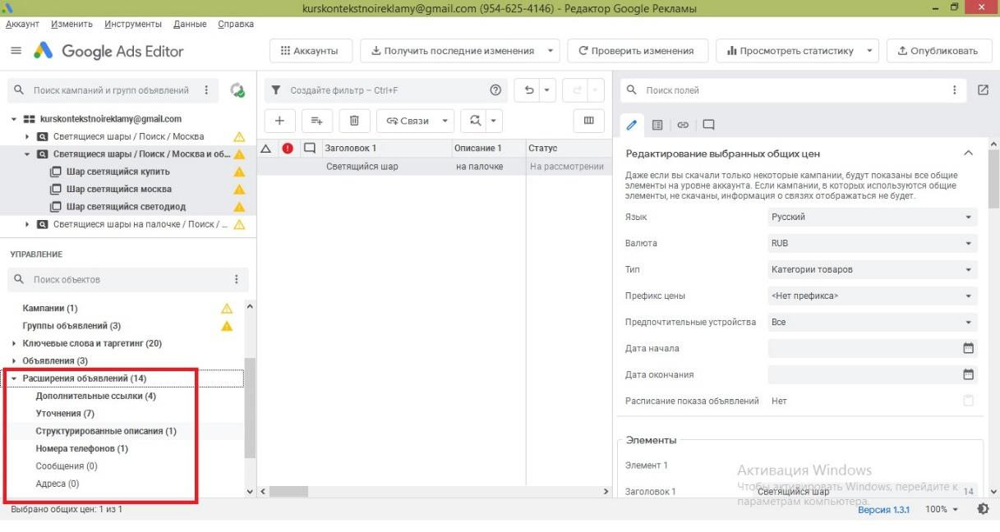 kurskontekstnoireklamy@gmail.com (954-625-4146) - Редактор Google Рекламы
Аккаунт Изменить Инструменты Данные Справка
Google Ads Editor
Аккаунты
Получить последние изменения
Проверить изменения
Просмотреть статистику
Опубликовать
Поиск кампаний и групп объявлений
kurskontekstnoireklamy@gmail.com
Светящиеся шары / Поиск / Москва
Светящиеся шары / Поиск / Москва и об...
Шар светящийся купить
Шар светящийся москва
Шар светящийся светодиод
Светящиеся шары на палочке / Поиск / ...
УПРАВЛЕНИЕ
Поиск объектов
Кампании (1)
Группы объявлений (3)
Ключевые слова и таргетинг (20)
Объявления (3)
Расширения объявлений (14)
Дополнительные ссылки (4)
Уточнения (7)
Структурированные описания (1)
Номера телефонов (1)
Сообщения (0)
Адреса (0)
Выбрано общих цен: 1 из 1
Создайте фильтр – Ctrl+F
Связи
Заголовок 1 Описание 1 Статус
Светящийся шар на палочке На рассмотрении
Поиск полей
Редактирование выбранных общих цен
Даже если вы скачали только некоторые кампании, будут показаны все общие
элементы на уровне аккаунта. Если кампании, в которых используются общие
элементы, не скачаны, информация о связях отображаться не будет.
Язык Русский
Валюта RUB
Тип Категории товаров
Префикс цены <Нет префикса>
Предпочтительные устройства Все
Дата начала
Дата окончания
Расписание показа объявлений Нет
Элементы
Элемент 1
Заголовок 1 Светящийся шар 14
Активация Windows
Чтобы активировать Windows, перейдите к
параметрам компьютера.
Версия 1.3.1 100%